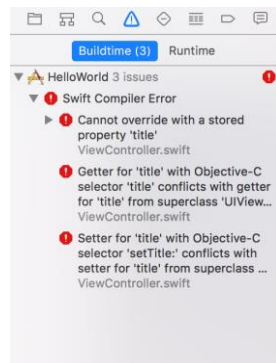 Buildtime (3) Runtime
HelloWorld 3 issues
Swift Compiler Error
Cannot override with a stored
property 'title'
ViewController.swift
Getter for 'title' with Objective-C
selector 'title' conflicts with getter
for 'title' from superclass 'UIView...
ViewController.swift
Setter for 'title' with Objective-C
selector 'setTitle:' conflicts with
setter for 'title' from superclass ...
ViewController.swift